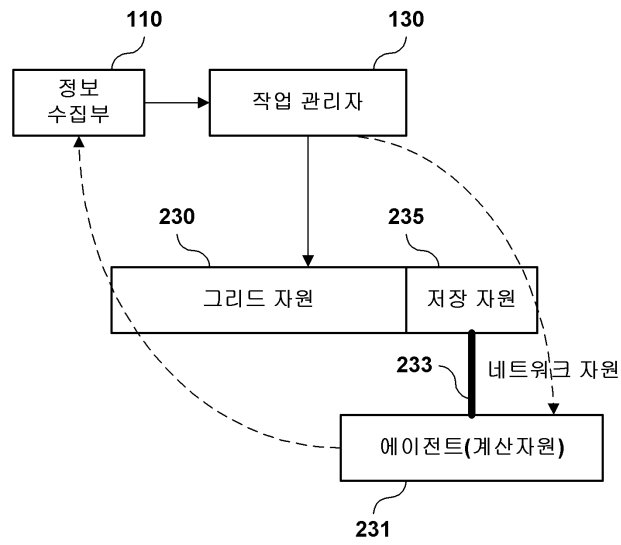 110
130
정보
수집부
작업 관리자
230
235
그리드 자원
저장 자원
233
네트워크 자원
에이전트(계산자원)
231